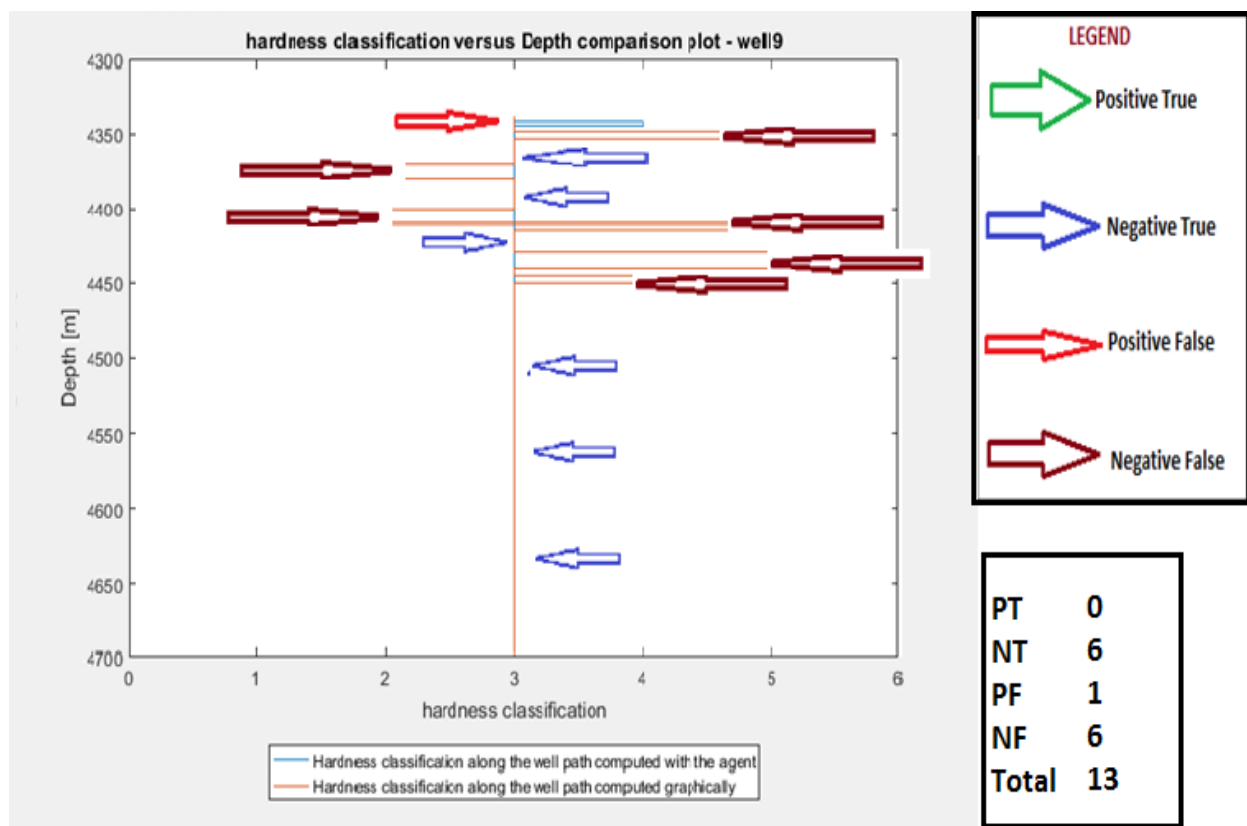 hardness classification versus Depth comparison plot - well9
4300
4350
4400
4450
4500
4550
4600
4650
4700
Depth [m]
0 1 2 3 4 5 6
hardness classification
Hardness classification along the well path computed with the agent
Hardness classification along the well path computed graphically
LEGEND
Positive True
Negative True
Positive False
Negative False
PT 0
NT 6
PF 1
NF 6
Total 13